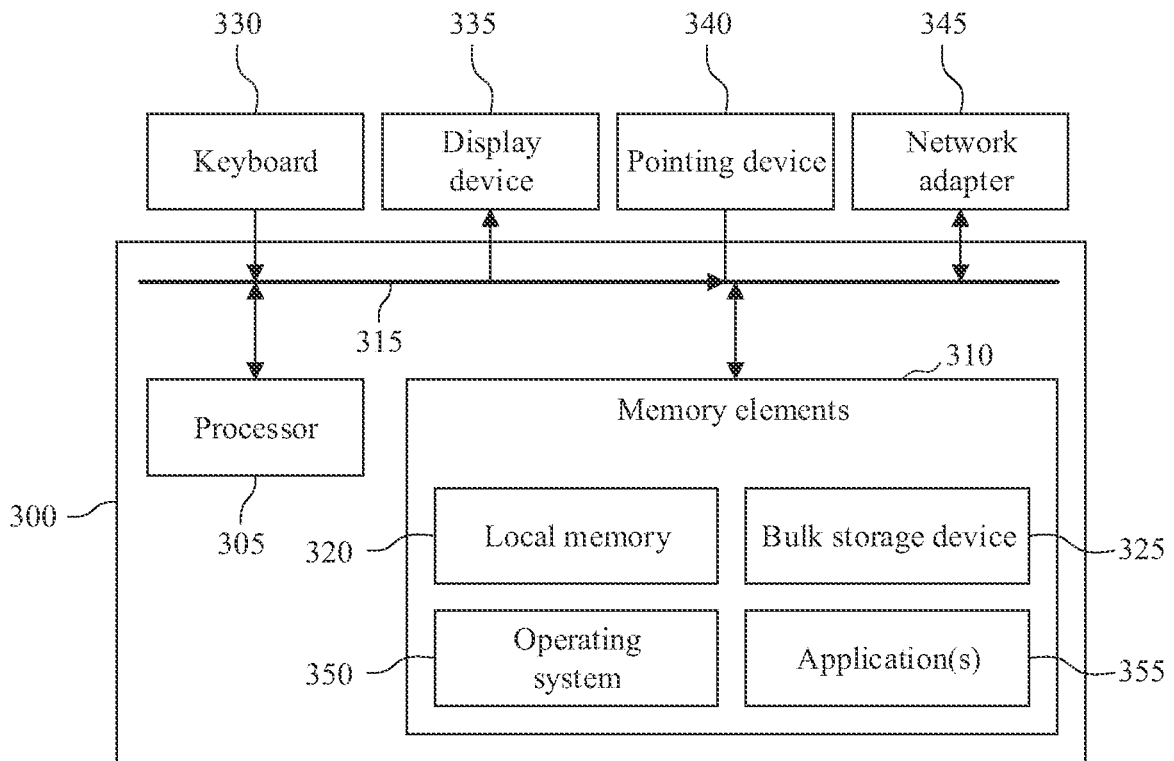 330
335
340
345
Keyboard
Display
device
Pointing device
Network
adapter
315
310
Processor
Memory elements
300
305
320
Local memory
Bulk storage device
325
350
Operating
system
Application(s)
355